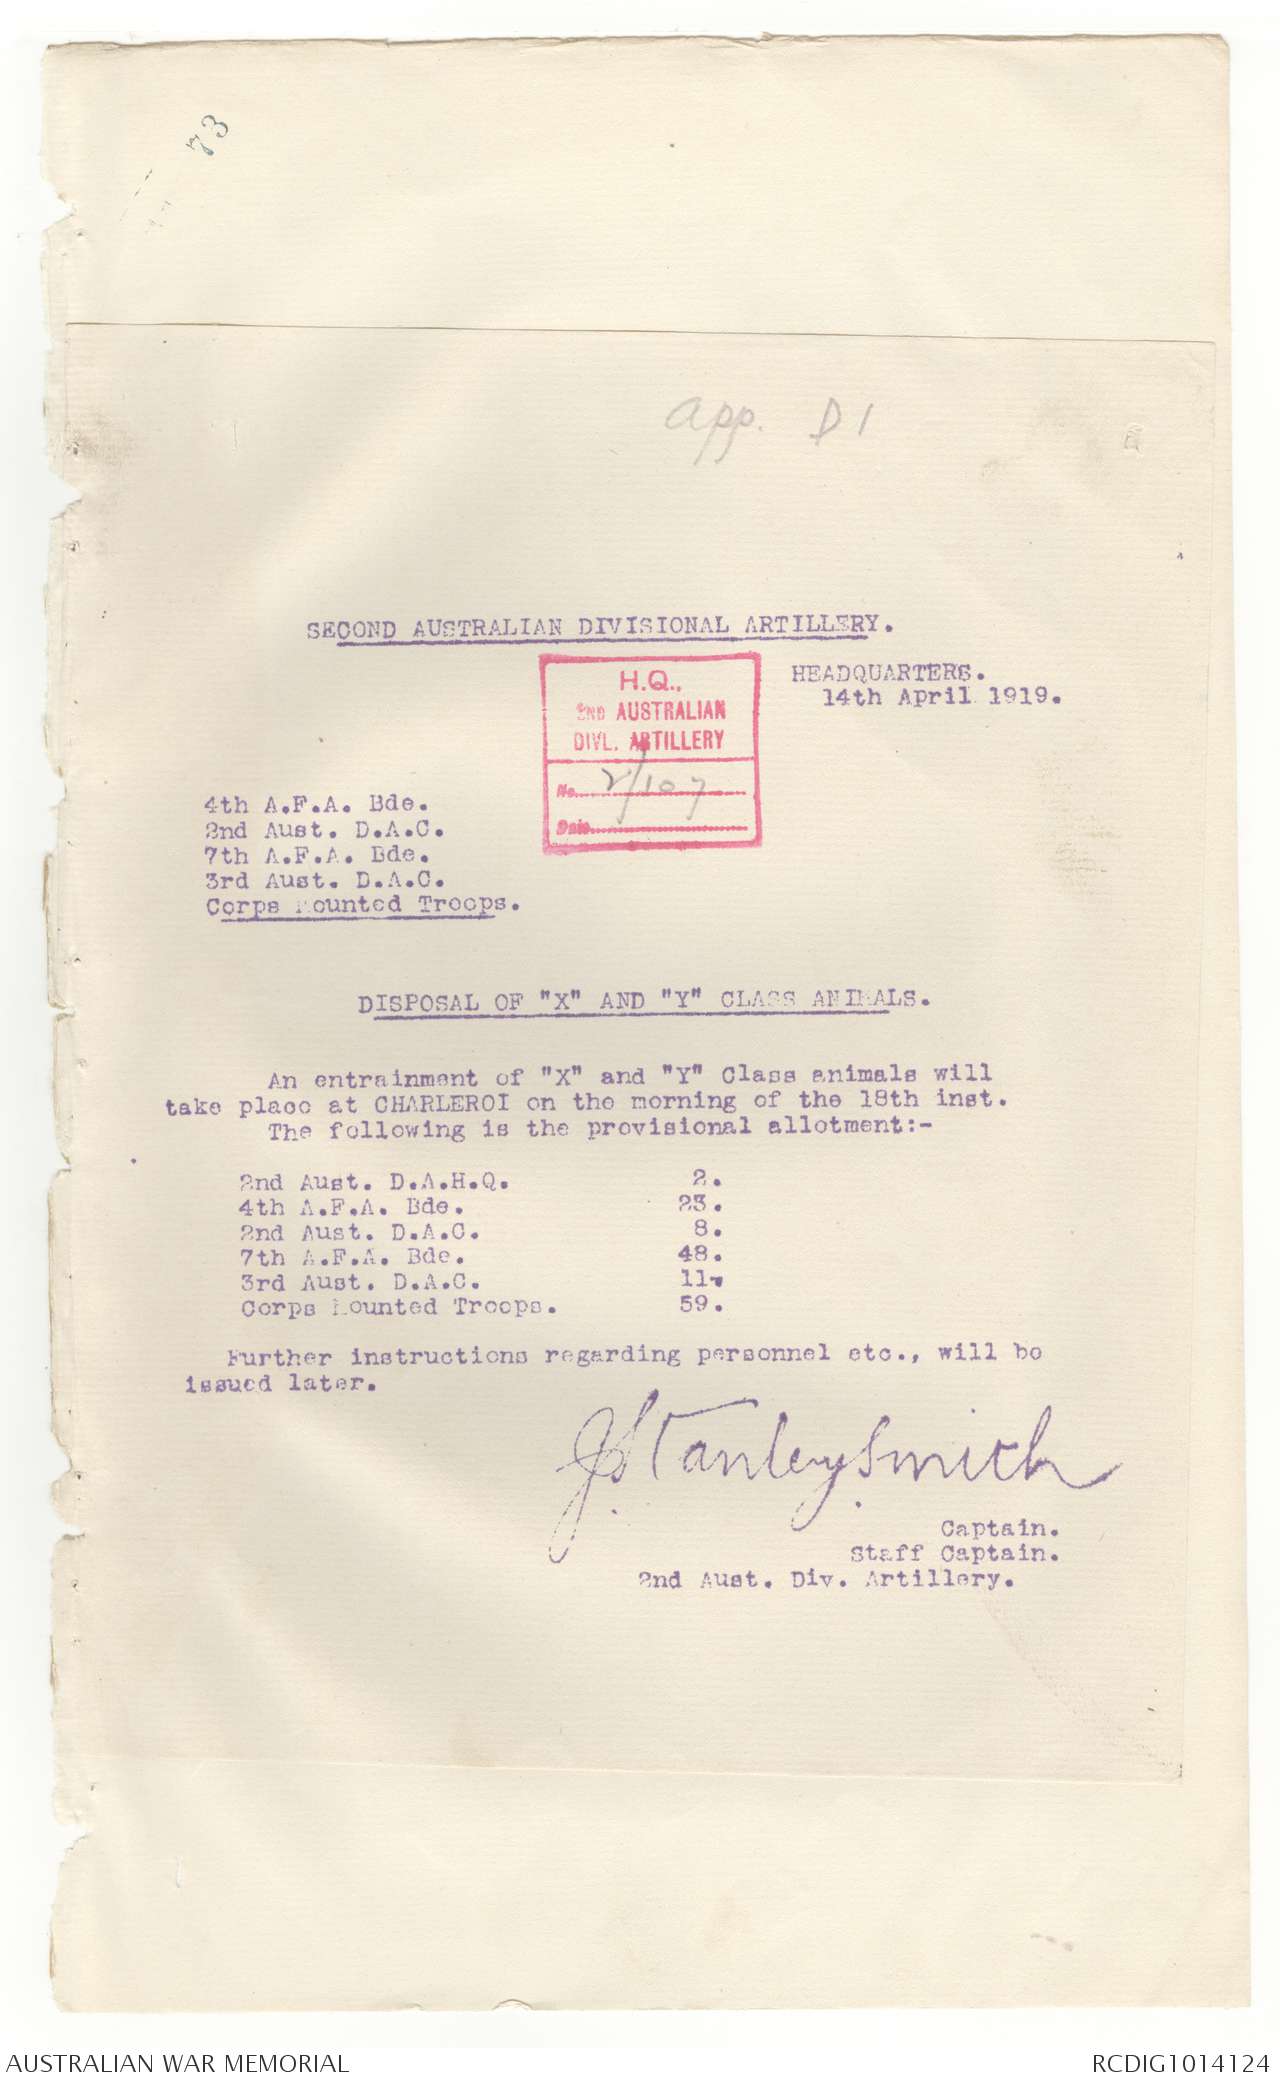 73
App. D1
SECOND AUSTRALIAN DIVISIONAL ARTILLERY.
HEADQUARTERS.
14th April 1919.
H.Q.,
2ND AUSTRALIAN
DIVL. ARTILLERY
No. 2/107
Date
4th A.F.A. Bde.
2nd Aust. D.A.C.
7th A.F.A. Bde.
3rd Aust. D.A.C.
Corps Mounted Troops.
DISPOSAL OF "X" AND "Y" CLASS ANIMALS.
An entrainment of "X" and "Y" Class animals will
take place at CHARLEROI on the morning of the 18th inst.
The following is the provisional allotment:-
2nd Aust. D.A.H.Q. 2.
4th A.F.A. Bde. 23.
2nd Aust. D.A.C. 8.
7th A.F.A. Bde. 48.
3rd Aust. D.A.C. 11.
Corps Mounted Troops. 59.
Further instructions regarding personnel etc., will be
issued later.
J Stanley Smith
Captain.
Staff Captain.
2nd Aust. Div. Artillery.
AUSTRALIAN WAR MEMORIAL
RCDIG1014124